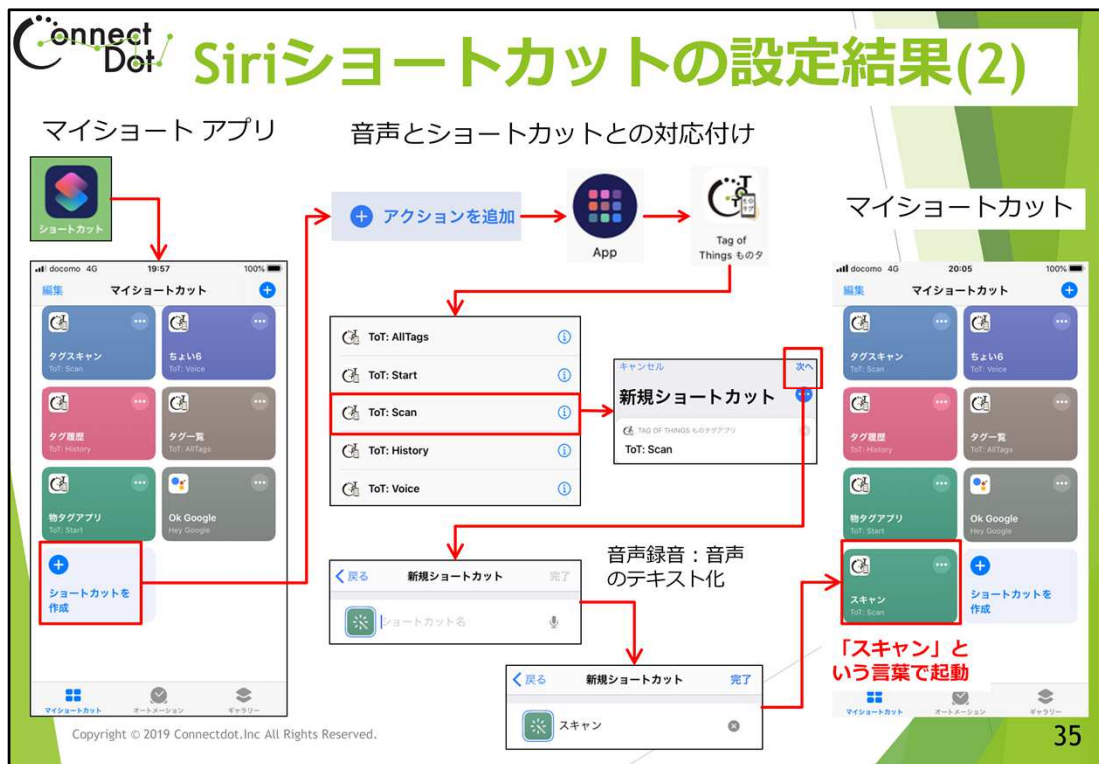 Connect
Dot
Siriショートカットの設定結果(2)
マイショート アプリ
音声とショートカットとの対応付け
マイショートカット
ショートカット
アクションを追加
App
Tag of
Things ものタ
docomo 4G 19:57 100%
編集 マイショートカット
タグスキャン
ToT: Scan
ちょい6
ToT: Voice
タグ履歴
ToT: History
タグ一覧
ToT: AllTags
物タグアプリ
ToT: Start
Ok Google
Hey Google
ショートカットを
作成
マイショートカット
オートメーション
ギャラリー
ToT: AllTags
ToT: Start
ToT: Scan
ToT: History
ToT: Voice
キャンセル 次へ
新規ショートカット
TAG OF THINGS ものタグアプリ
ToT: Scan
戻る 新規ショートカット 完了
ショートカット名
音声録音：音声
のテキスト化
戻る 新規ショートカット 完了
スキャン
docomo 4G 20:05 100%
編集 マイショートカット
タグスキャン
ToT: Scan
ちょい6
ToT: Voice
タグ履歴
ToT: History
タグ一覧
ToT: AllTags
物タグアプリ
ToT: Start
Ok Google
Hey Google
スキャン
ToT: Scan
ショートカットを
作成
「スキャン」と
いう言葉で起動
マイショートカット
オートメーション
ギャラリー
Copyright © 2019 Connectdot.Inc All Rights Reserved.
35